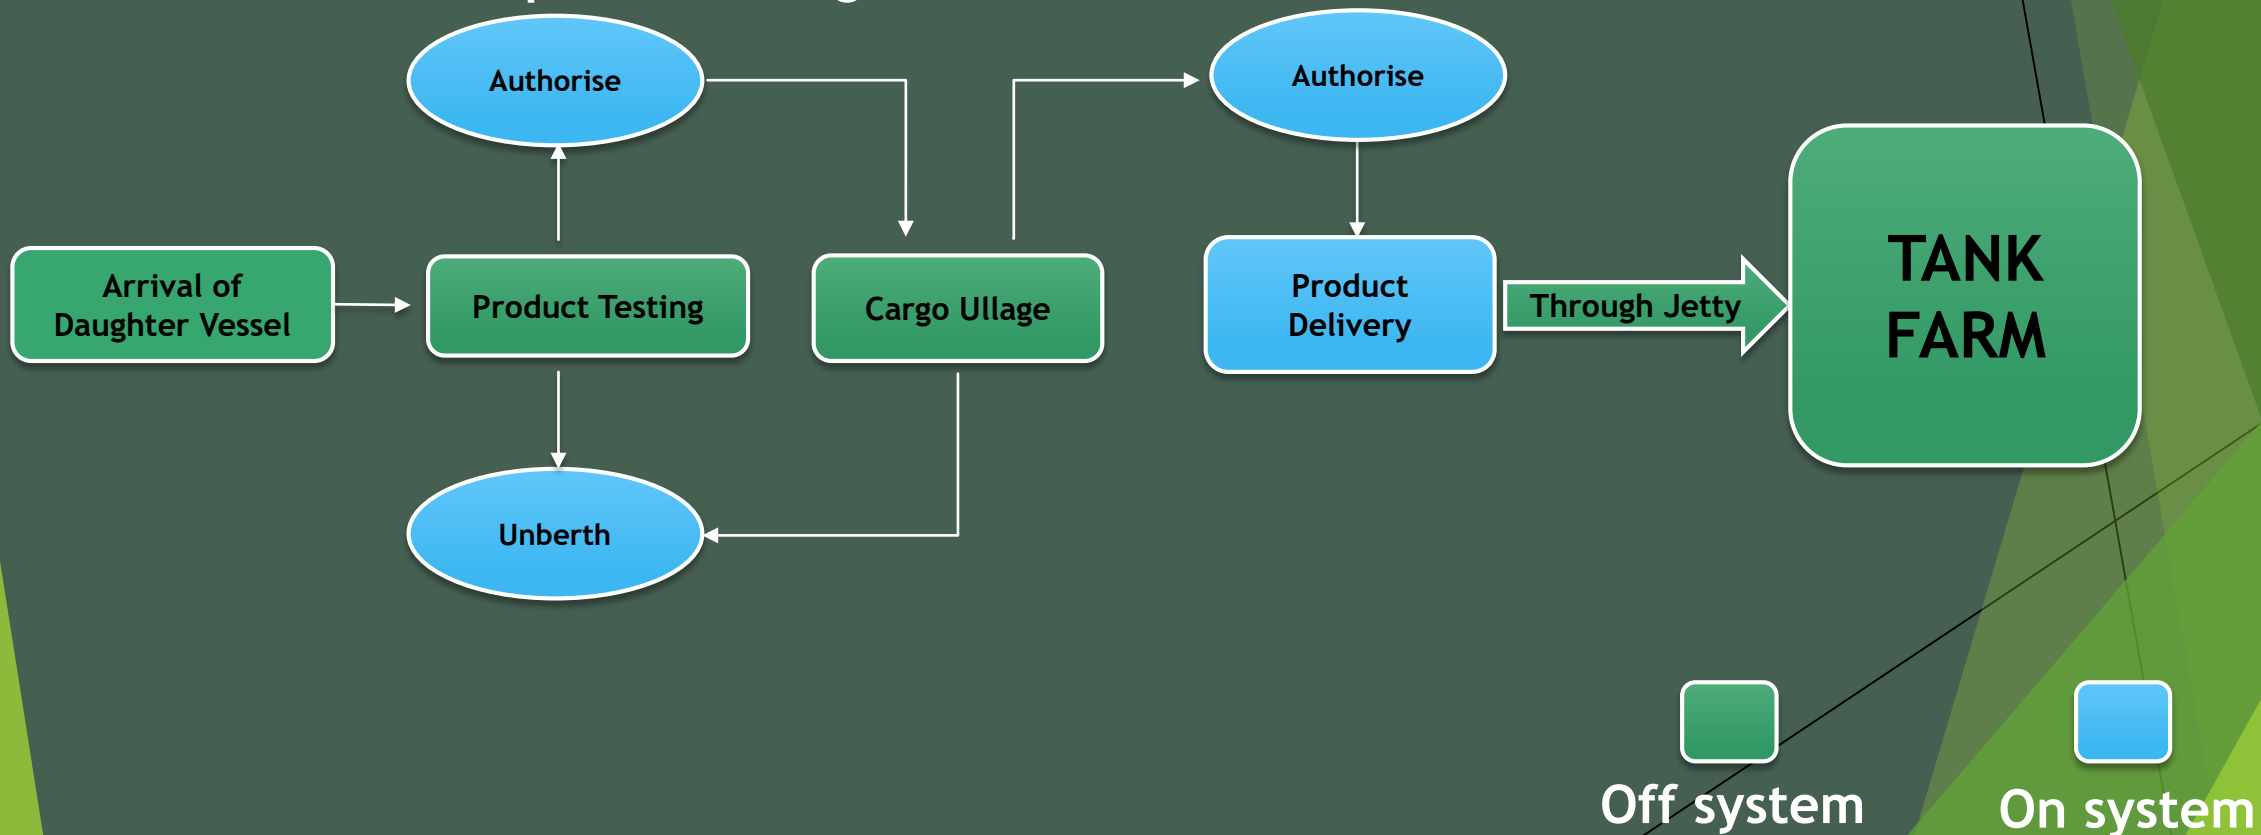 Authorise
Authorise
Arrival of
Daughter Vessel
Product Testing
Cargo Ullage
Product
Delivery
Through Jetty
TANK
FARM
Unberth
Off system
On system